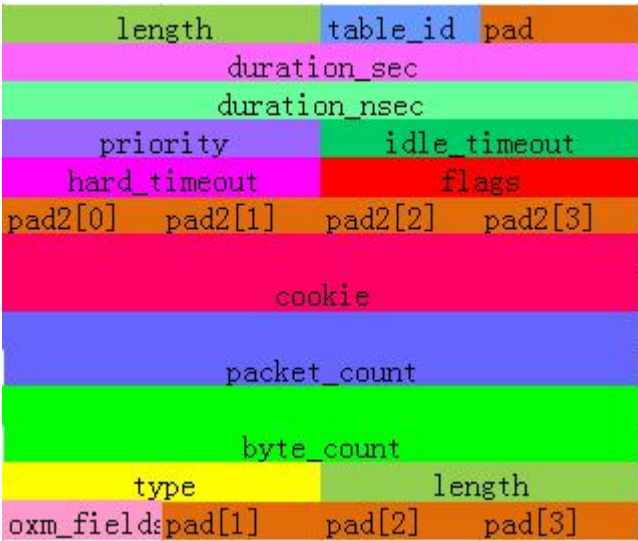 length table_id pad
duration_sec
duration_nsec
priority idle_timeout
hard_timeout flags
pad2[0] pad2[1] pad2[2] pad2[3]
cookie
packet_count
byte_count
type length
oxm_fields pad[1] pad[2] pad[3]